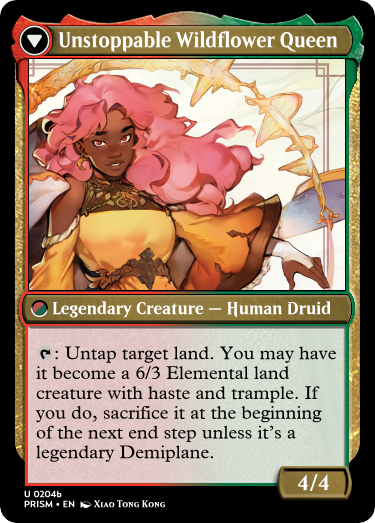 Unstoppable Wildflower Queen
Legendary Creature — Human Druid
: Untap target land. You may have
it become a 6/3 Elemental land
creature with haste and trample. If
you do, sacrifice it at the beginning
of the next end step unless it's a
legendary Demiplane.
4/4
U 0204b
PRISM • EN Xiao Tong Kong